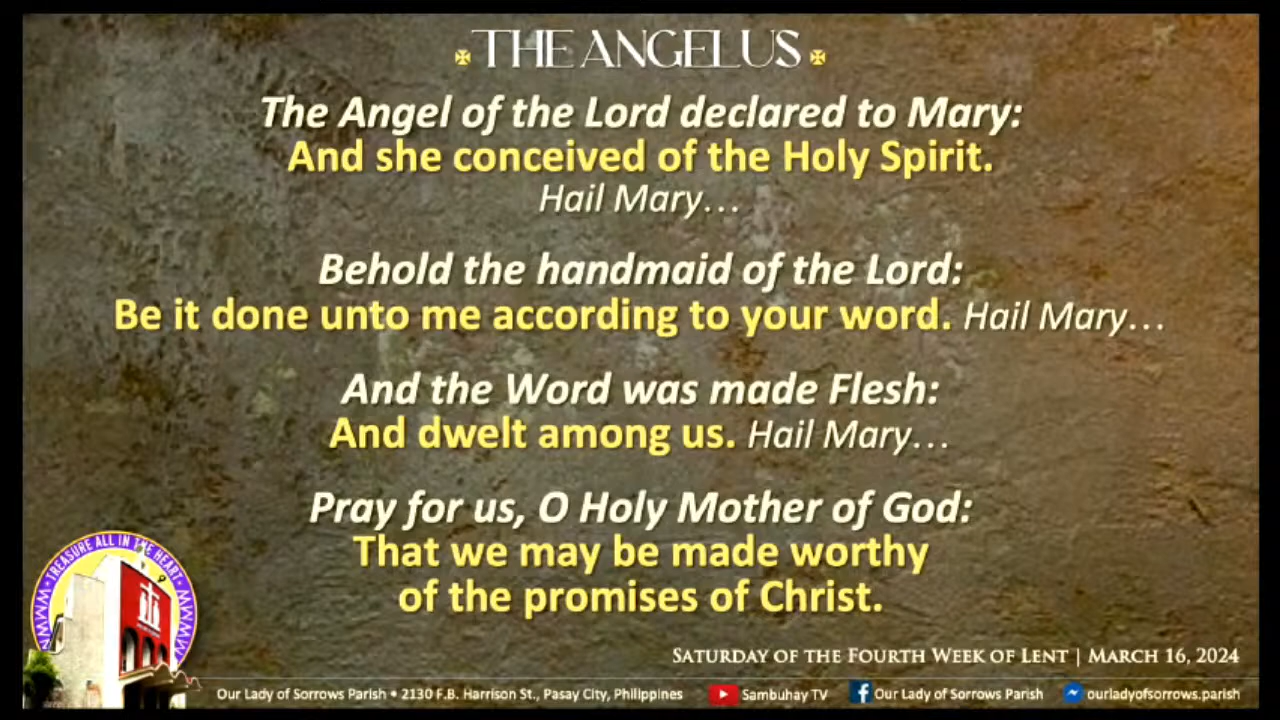 THE ANGELUS
The Angel of the Lord declared to Mary:
And she conceived of the Holy Spirit.
Hail Mary…
Behold the handmaid of the Lord:
Be it done unto me according to your word. Hail Mary…
And the Word was made Flesh:
And dwelt among us. Hail Mary…
Pray for us, O Holy Mother of God:
That we may be made worthy
of the promises of Christ.
TREASURE ALL IN THE HEART
SATURDAY OF THE FOURTH WEEK OF LENT | MARCH 16, 2024
Our Lady of Sorrows Parish • 2130 F.B. Harrison St., Pasay City, Philippines Sambuhay TV Our Lady of Sorrows Parish ourladyofsorrows.parish